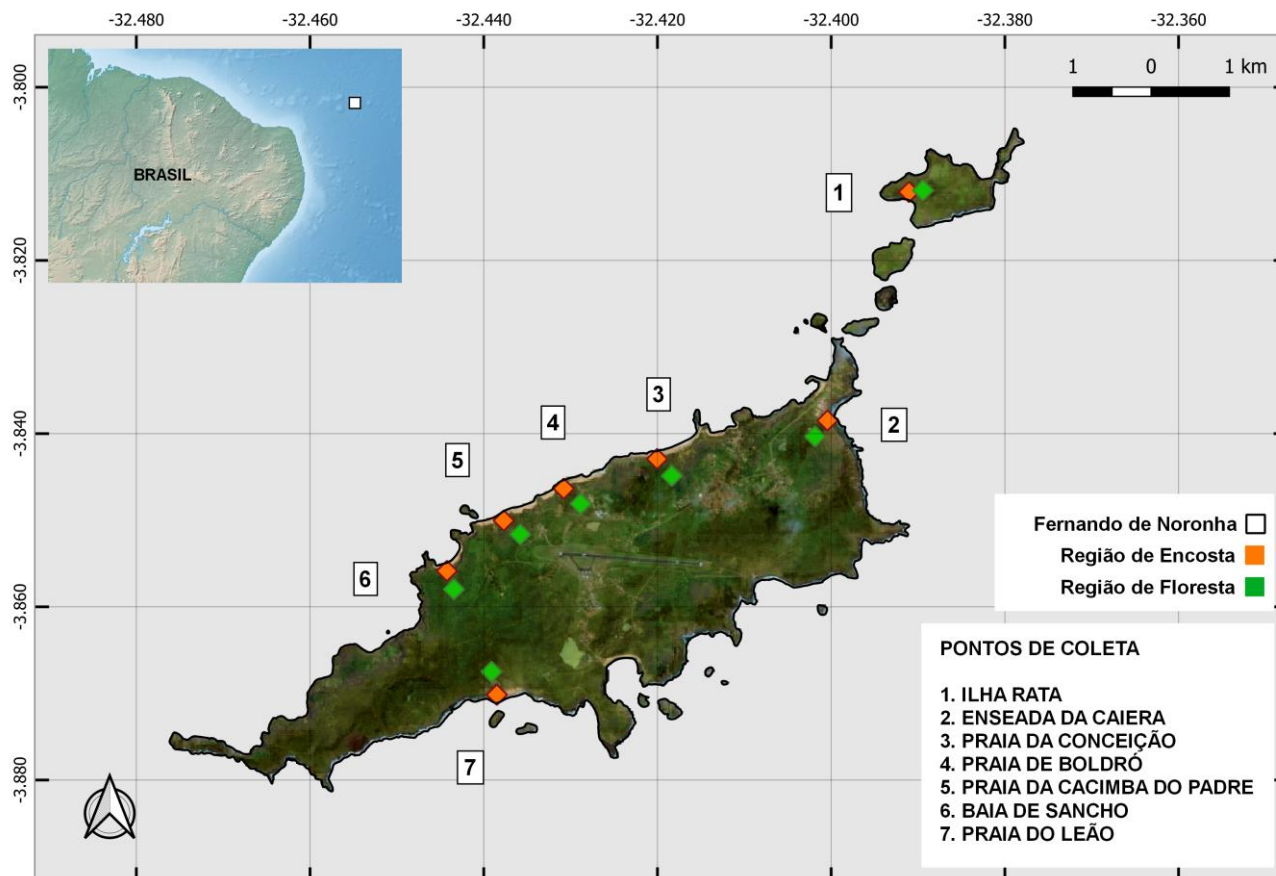 -32.480 -32.460 -32.440 -32.420 -32.400 -32.380 -32.360
-3.800
-3.820
-3.840
-3.860
-3.880
BRASIL
1 0 1 km
1
2
3
4
5
6
7
Fernando de Noronha
Região de Encosta
Região de Floresta
PONTOS DE COLETA
1. ILHA RATA
2. ENSEADA DA CAIERA
3. PRAIA DA CONCEIÇÃO
4. PRAIA DE BOLDRÓ
5. PRAIA DA CACIMBA DO PADRE
6. BAIA DE SANCHO
7. PRAIA DO LEÃO